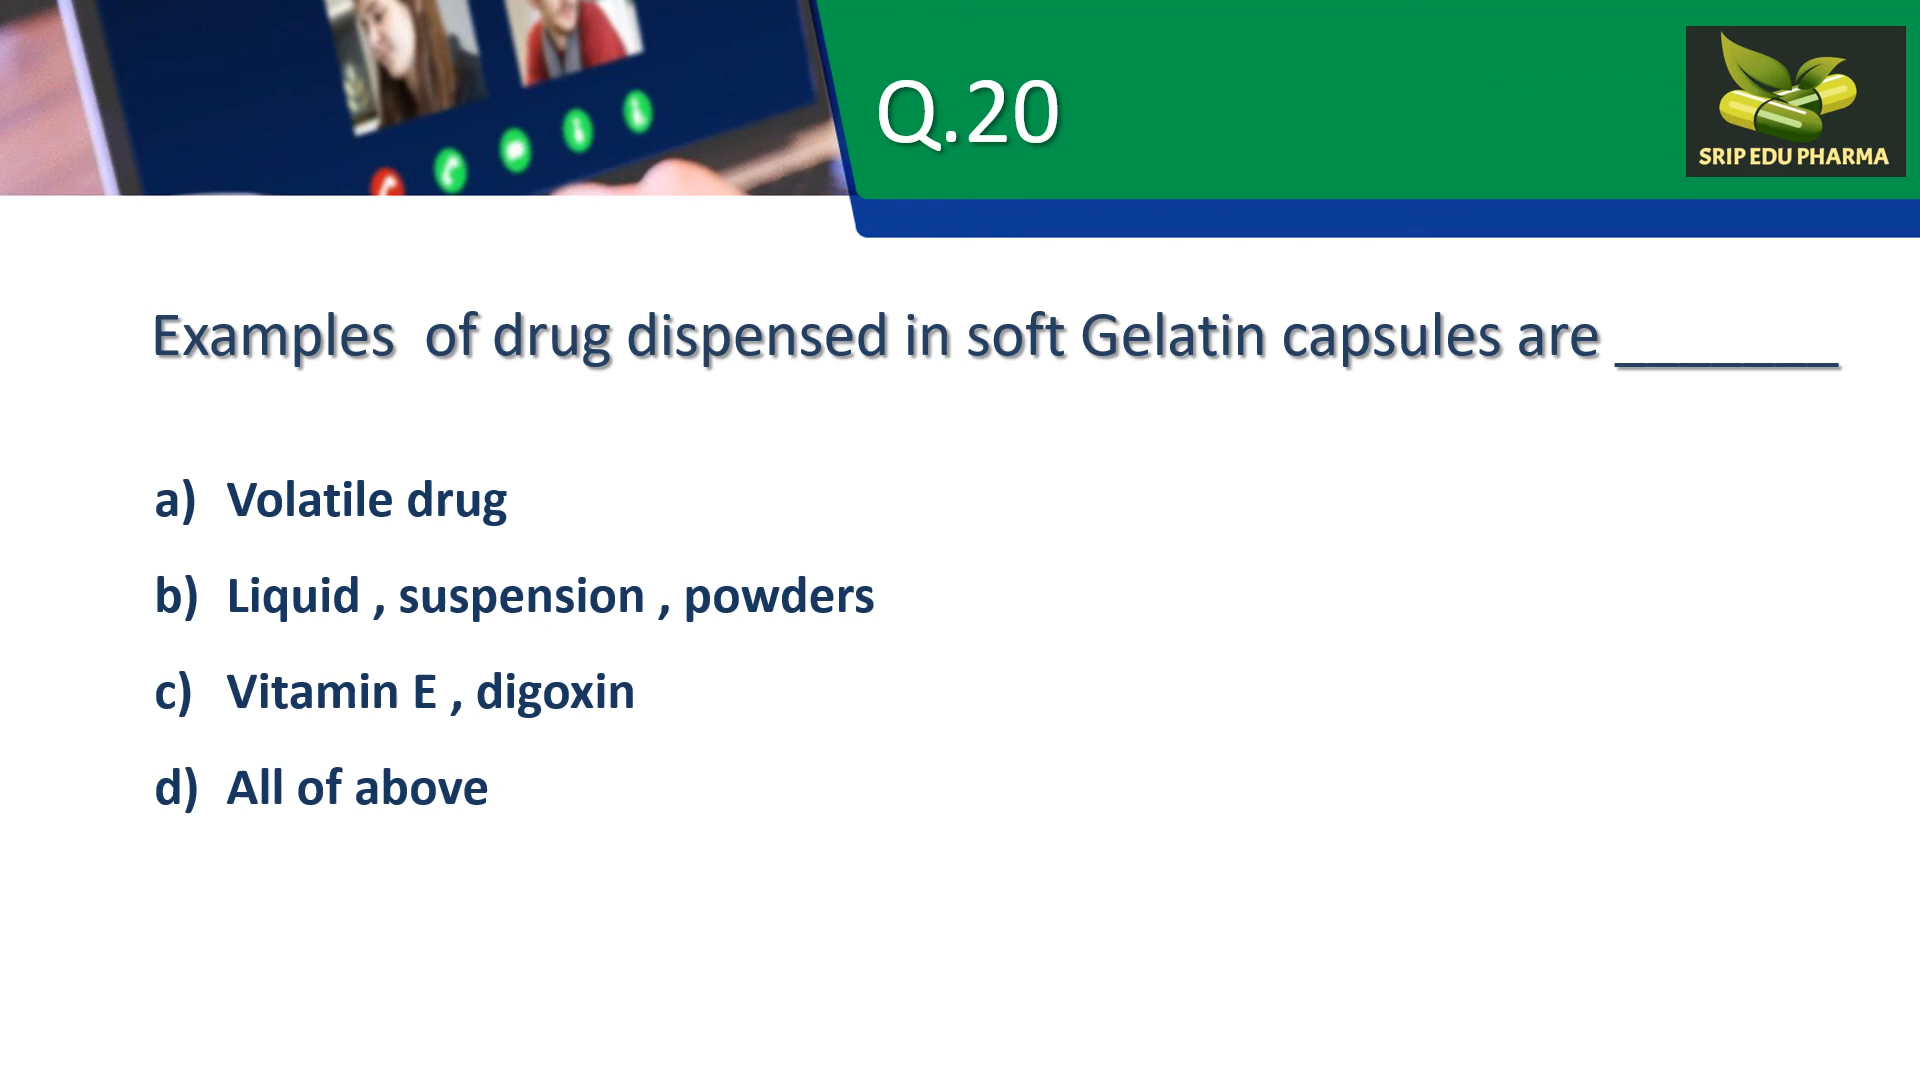 Q.20
SRIP EDU PHARMA
Examples  of drug dispensed in soft Gelatin capsules are _______
a) Volatile drug
b) Liquid , suspension , powders
c) Vitamin E , digoxin
d) All of above